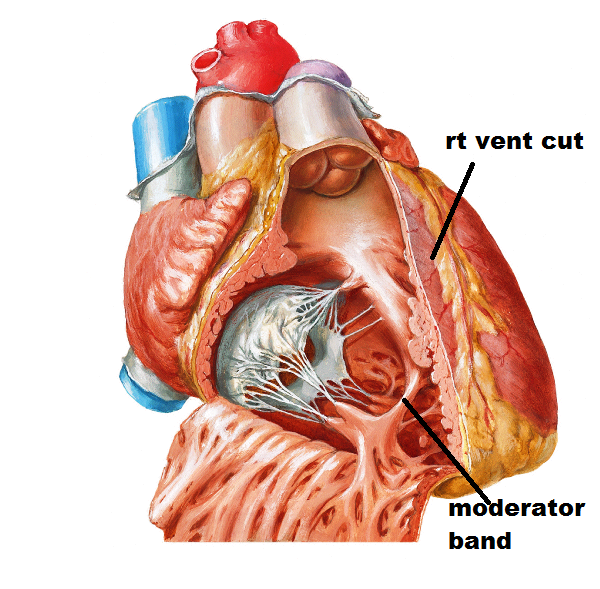 rt vent cut
moderator
band